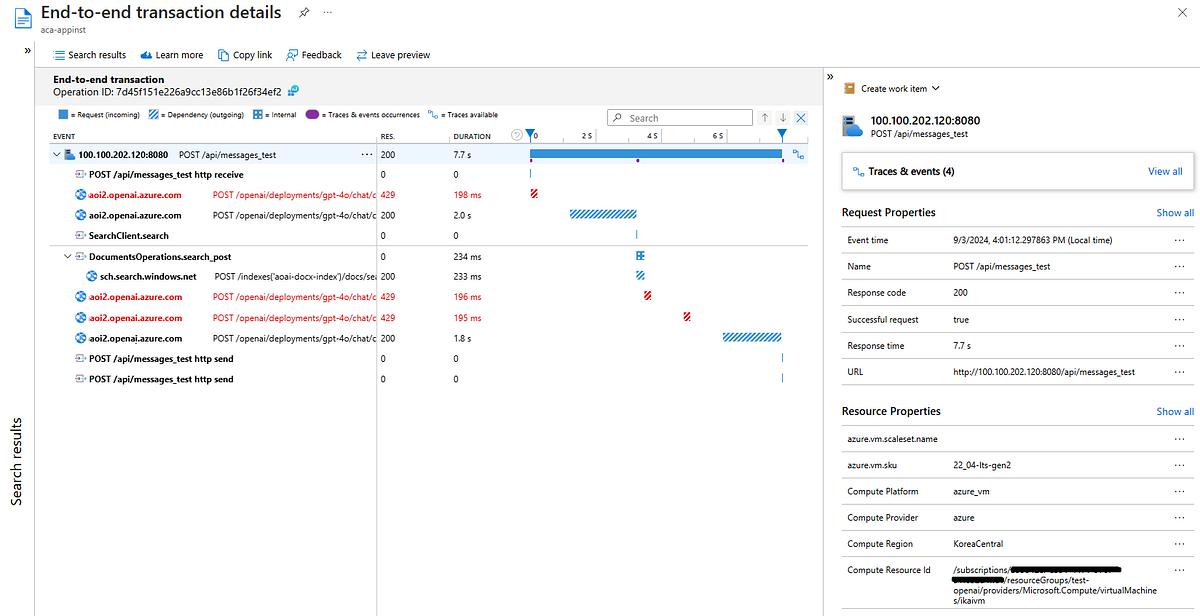 End-to-end transaction details
aca-appinst
Search results
Learn more
Copy link
Feedback
Leave preview
End-to-end transaction
Operation ID: 7d45f151e226a9cc13e86b1f26f34ef2
= Request (incoming)
= Dependency (outgoing)
= Internal
= Traces & events occurrences
= Traces available
Search
EVENT RES. DURATION 0 2 S 4 S 6 S
100.100.202.120:8080 POST /api/messages_test ... 200 7.7 s
POST /api/messages_test http receive 0 0
aoi2.openai.azure.com POST /openai/deployments/gpt-4o/chat/c 429 198 ms
aoi2.openai.azure.com POST /openai/deployments/gpt-4o/chat/c 200 2.0 s
SearchClient.search 0 0
DocumentsOperations.search_post 0 234 ms
sch.search.windows.net POST /indexes('aoai-docx-index')/docs/sea 200 233 ms
aoi2.openai.azure.com POST /openai/deployments/gpt-4o/chat/c 429 196 ms
aoi2.openai.azure.com POST /openai/deployments/gpt-4o/chat/c 429 195 ms
aoi2.openai.azure.com POST /openai/deployments/gpt-4o/chat/c 200 1.8 s
POST /api/messages_test http send 0 0
POST /api/messages_test http send 0 0
Search results
Create work item
100.100.202.120:8080
POST /api/messages_test
Traces & events (4) View all
Request Properties Show all
Event time 9/3/2024, 4:01:12.297863 PM (Local time) ...
Name POST /api/messages_test ...
Response code 200 ...
Successful request true ...
Response time 7.7 s ...
URL http://100.100.202.120:8080/api/messages_test ...
Resource Properties Show all
azure.vm.scaleset.name ...
azure.vm.sku 22_04-lts-gen2 ...
Compute Platform azure_vm ...
Compute Provider azure ...
Compute Region KoreaCentral ...
Compute Resource Id /subscriptions/ ...
/resourceGroups/test-
openai/providers/Microsoft.Compute/virtualMachine
s/ikaivm